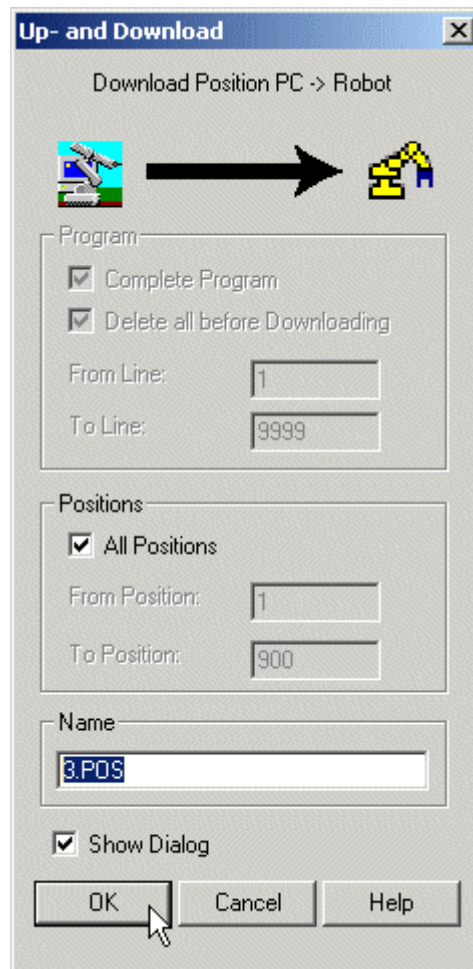 Up- and Download
Download Position PC -> Robot
Program
Complete Program
Delete all before Downloading
From Line: 1
To Line: 9999
Positions
All Positions
From Position: 1
To Position: 900
Name
3.POS
Show Dialog
OK Cancel Help